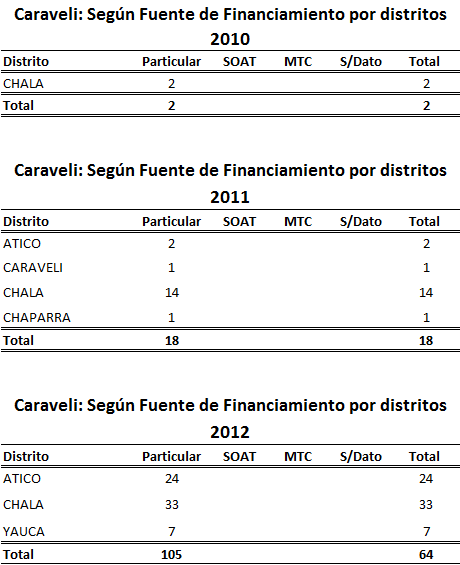 Caraveli: Según Fuente de Financiamiento por distritos
2010
Distrito Particular SOAT MTC S/Dato Total
CHALA 2 2
Total 2 2
Caraveli: Según Fuente de Financiamiento por distritos
2011
Distrito Particular SOAT MTC S/Dato Total
ATICO 2 2
CARAVELI 1 1
CHALA 14 14
CHAPARRA 1 1
Total 18 18
Caraveli: Según Fuente de Financiamiento por distritos
2012
Distrito Particular SOAT MTC S/Dato Total
ATICO 24 24
CHALA 33 33
YAUCA 7 7
Total 105 64